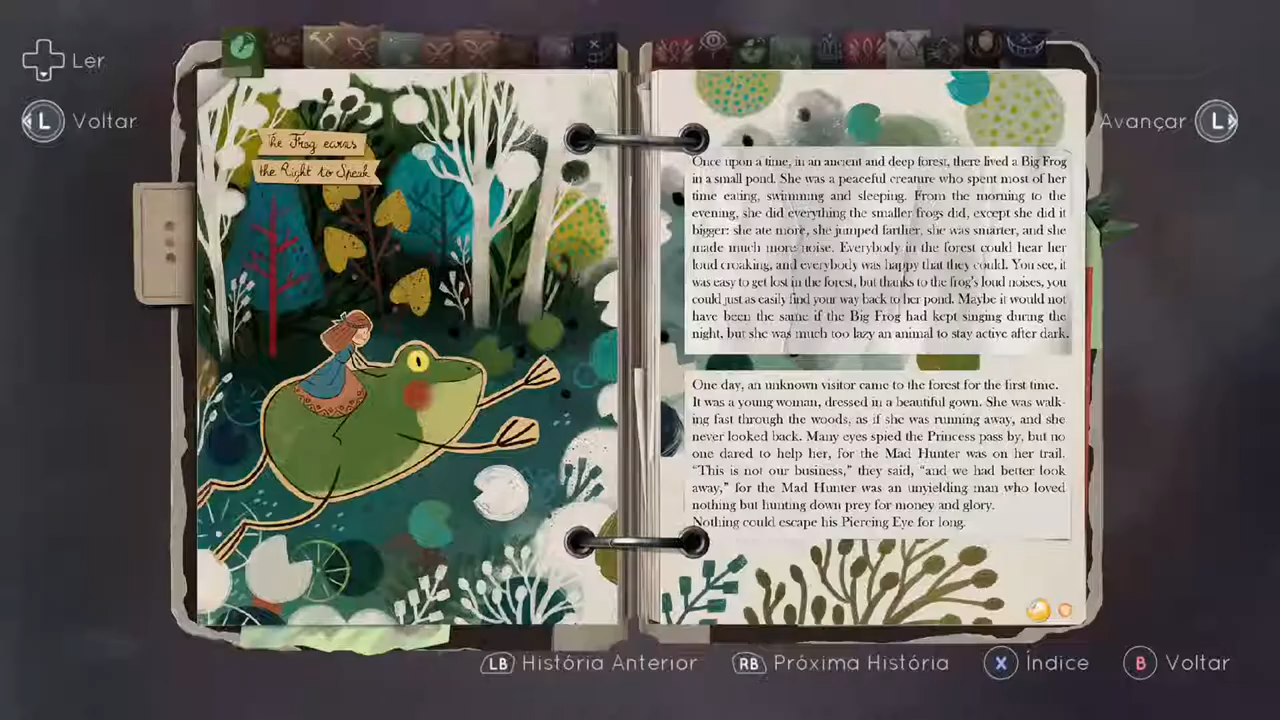 Ler
L Voltar
Avançar L
The Frog earns
the Right to Speak
Once upon a time, in an ancient and deep forest, there lived a Big Frog
in a small pond. She was a peaceful creature who spent most of her
time eating, swimming and sleeping. From the morning to the
evening, she did everything the smaller frogs did, except she did it
bigger: she ate more, she jumped farther, she was smarter, and she
made much more noise. Everybody in the forest could hear her
loud croaking, and everybody was happy that they could. You see, it
was easy to get lost in the forest, but thanks to the frog's loud noises, you
could just as easily find your way back to her pond. Maybe it would not
have been the same if the Big Frog had kept singing during the
night, but she was much too lazy an animal to stay active after dark.
One day, an unknown visitor came to the forest for the first time.
It was a young woman, dressed in a beautiful gown. She was walk-
ing fast through the woods, as if she was running away, and she
never looked back. Many eyes spied the Princess pass by, but no
one dared to help her, for the Mad Hunter was on her trail.
"This is not our business," they said, "and we had better look
away," for the Mad Hunter was an unyielding man who loved
nothing but hunting down prey for money and glory.
Nothing could escape his Piercing Eye for long.
LB História Anterior
RB Próxima História
X Índice
B Voltar